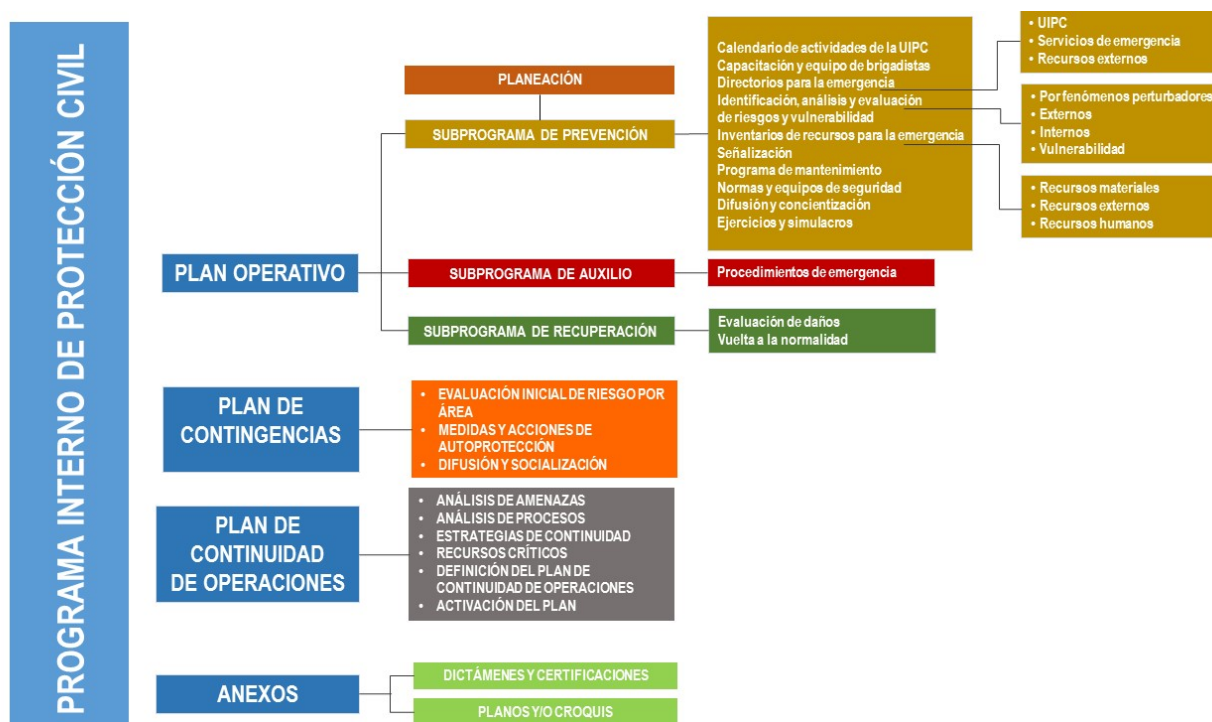 PROGRAMA INTERNO DE PROTECCIÓN CIVIL
PLAN OPERATIVO
PLANEACIÓN
SUBPROGRAMA DE PREVENCIÓN
Calendario de actividades de la UIPC
Capacitación y equipo de brigadistas
Directorios para la emergencia
Identificación, análisis y evaluación
de riesgos y vulnerabilidad
Inventarios de recursos para la emergencia
Señalización
Programa de mantenimiento
Normas y equipos de seguridad
Difusión y concientización
Ejercicios y simulacros
• UIPC
• Servicios de emergencia
• Recursos externos
• Por fenómenos perturbadores
• Externos
• Internos
• Vulnerabilidad
• Recursos materiales
• Recursos externos
• Recursos humanos
SUBPROGRAMA DE AUXILIO
Procedimientos de emergencia
SUBPROGRAMA DE RECUPERACIÓN
Evaluación de daños
Vuelta a la normalidad
PLAN DE
CONTINGENCIAS
• EVALUACIÓN INICIAL DE RIESGO POR
ÁREA
• MEDIDAS Y ACCIONES DE
AUTOPROTECCIÓN
• DIFUSIÓN Y SOCIALIZACIÓN
PLAN DE
CONTINUIDAD
DE OPERACIONES
• ANÁLISIS DE AMENAZAS
• ANÁLISIS DE PROCESOS
• ESTRATEGIAS DE CONTINUIDAD
• RECURSOS CRÍTICOS
• DEFINICIÓN DEL PLAN DE
CONTINUIDAD DE OPERACIONES
• ACTIVACIÓN DEL PLAN
ANEXOS
DICTÁMENES Y CERTIFICACIONES
PLANOS Y/O CROQUIS